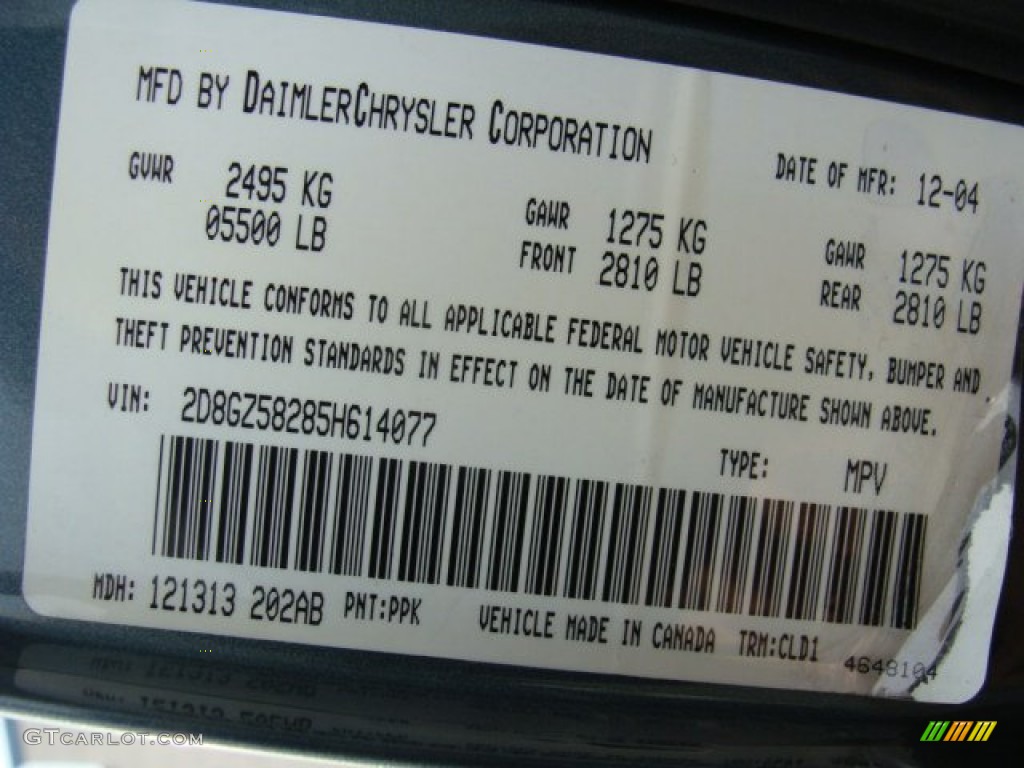 MFD BY DAIMLERCHRYSLER CORPORATION
DATE OF MFR: 12-04
GVWR 2495 KG
05500 LB
GAWR 1275 KG
FRONT 2810 LB
GAWR 1275 KG
REAR 2810 LB
THIS VEHICLE CONFORMS TO ALL APPLICABLE FEDERAL MOTOR VEHICLE SAFETY, BUMPER AND
THEFT PREVENTION STANDARDS IN EFFECT ON THE DATE OF MANUFACTURE SHOWN ABOVE.
VIN: 2D8GZ58285H614077
TYPE: MPV
MDH: 121313 202AB PNT:PPK VEHICLE MADE IN CANADA TRM:CLD1
4648104
GTCARLOT.COM